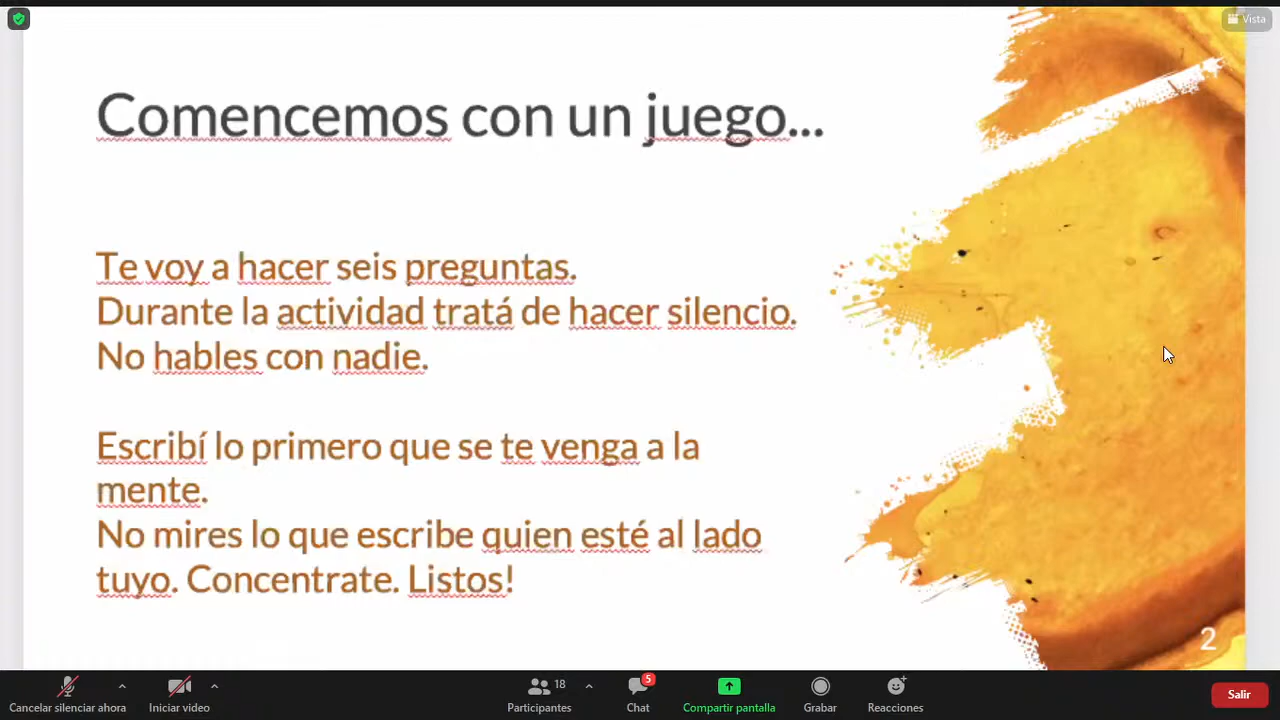 Vista
Comencemos con un juego...
Te voy a hacer seis preguntas.
Durante la actividad tratá de hacer silencio.
No hables con nadie.
Escribí lo primero que se te venga a la
mente.
No mires lo que escribe quien esté al lado
tuyo. Concentrate. Listos!
2
Cancelar silenciar ahora
Iniciar video
18
Participantes
5
Chat
Compartir pantalla
Grabar
Reacciones
Salir